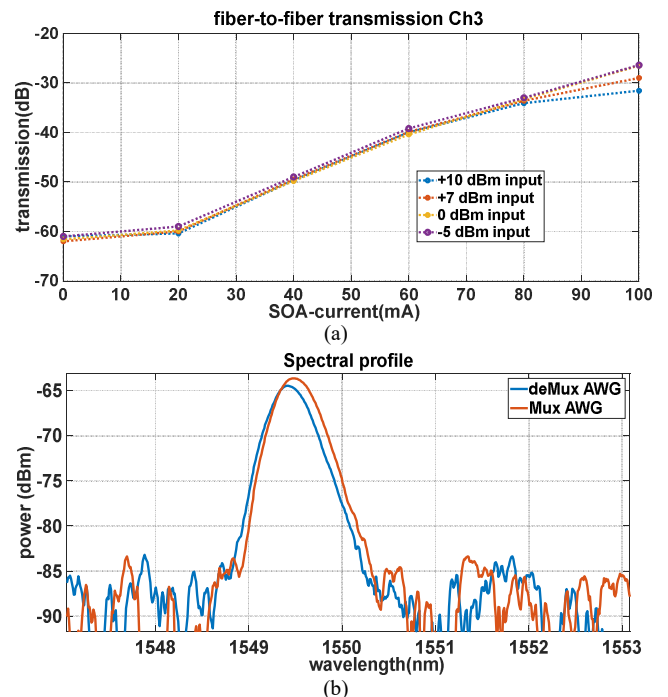 fiber-to-fiber transmission Ch3
transmission(dB)
-20
-30
-40
-50
-60
-70
+10 dBm input
+7 dBm input
0 dBm input
-5 dBm input
0 10 20 30 40 50 60 70 80 90 100
SOA-current(mA)
(a)
Spectral profile
power (dBm)
-65
-70
-75
-80
-85
-90
deMux AWG
Mux AWG
1548 1549 1550 1551 1552 1553
wavelength(nm)
(b)